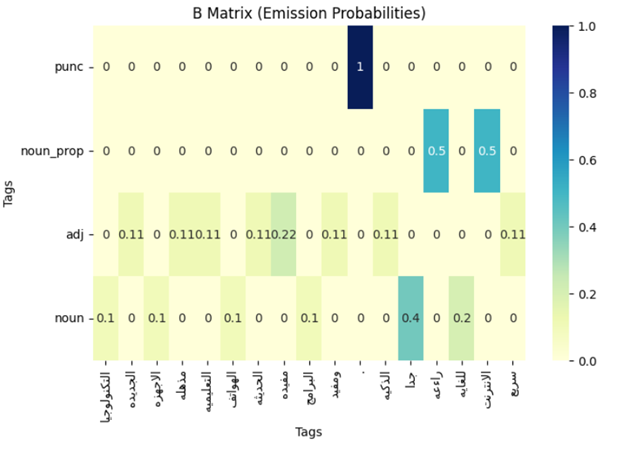 B Matrix (Emission Probabilities)
punc 0 0 0 0 0 0 0 0 0 0 1 0 0 0 0 0 0
noun_prop 0 0 0 0 0 0 0 0 0 0 0 0 0 0.5 0 0.5 0
adj 0 0.11 0 0.11 0.11 0 0.11 0.22 0 0.11 0 0.11 0 0 0 0 0.11
noun 0.1 0 0.1 0 0 0.1 0 0 0.1 0 0 0 0.4 0 0.2 0 0
Tags
التكنولوجيا
الجديده
الاجهزه
مذهله
التعليميه
الهواتف
الحديثه
مفيده
البرامج
ومفيد
.
الذكيه
جدا
راءعه
للغايه
الانترنت
سريع
Tags
1.0
0.8
0.6
0.4
0.2
0.0